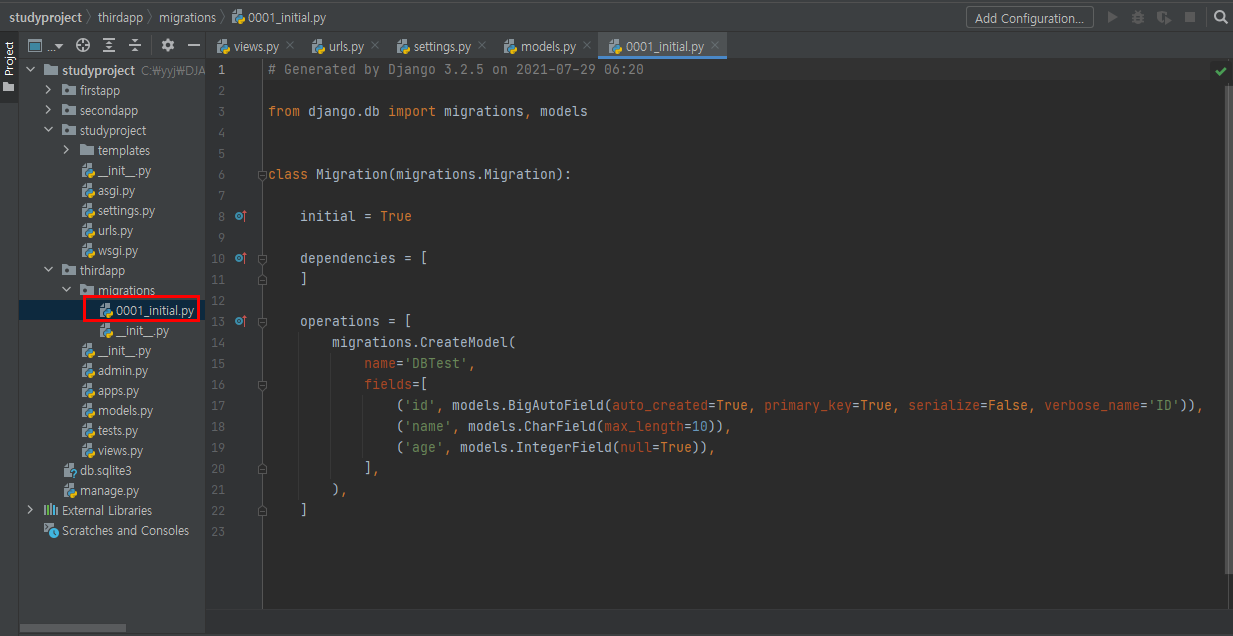 studyproject thirdapp migrations 0001_initial.py Add Configuration...
Project
...
views.py urls.py settings.py models.py 0001_initial.py
studyproject C:₩yyj₩DJA
firstapp
secondapp
studyproject
templates
__init__.py
asgi.py
settings.py
urls.py
wsgi.py
thirdapp
migrations
0001_initial.py
__init__.py
__init__.py
admin.py
apps.py
models.py
tests.py
views.py
db.sqlite3
manage.py
External Libraries
Scratches and Consoles
1 # Generated by Django 3.2.5 on 2021-07-29 06:20
2
3 from django.db import migrations, models
4
5
6 class Migration(migrations.Migration):
7
8     initial = True
9
10     dependencies = [
11     ]
12
13     operations = [
14         migrations.CreateModel(
15             name='DBTest',
16             fields=[
17                 ('id', models.BigAutoField(auto_created=True, primary_key=True, serialize=False, verbose_name='ID')),
18                 ('name', models.CharField(max_length=10)),
19                 ('age', models.IntegerField(null=True)),
20             ],
21         ),
22     ]
23